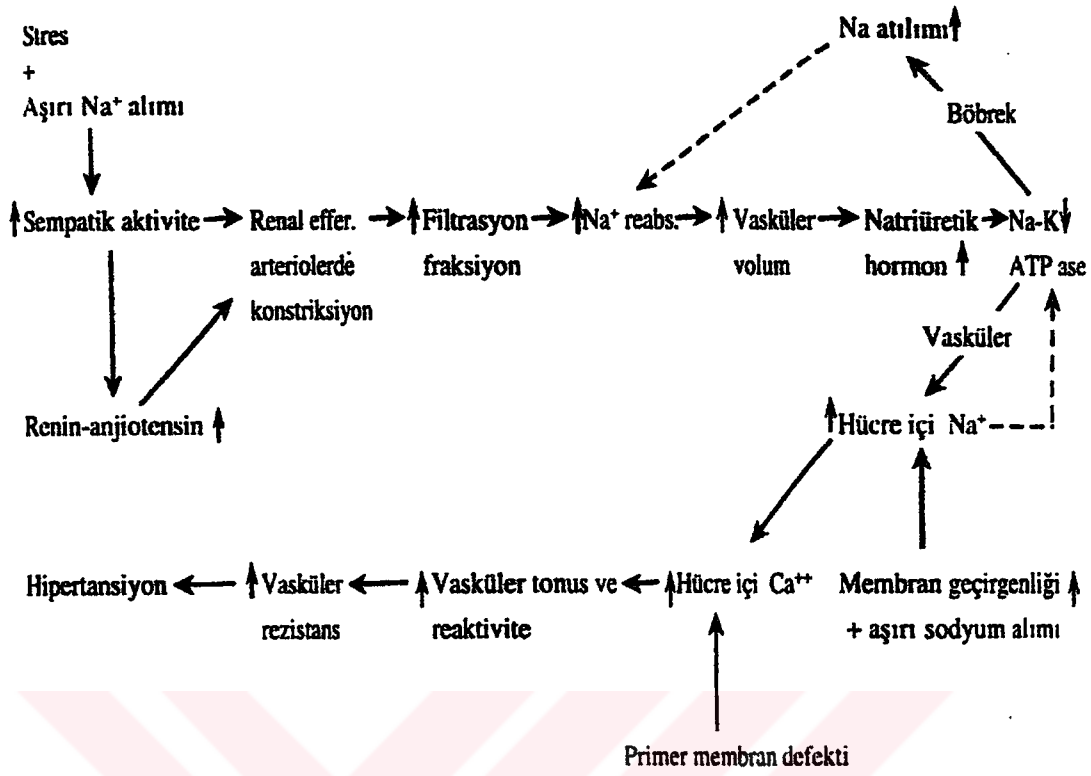 Stres
+
Aşırı Na⁺ alımı
Na atılımı
Böbrek
Sempatik aktivite
Renal effer.
arteriolerde
konstriksiyon
Filtrasyon
fraksiyon
Na⁺ reabs.
Vasküler
volum
Natriüretik
hormon
Na-K
ATP ase
Vasküler
Renin-anjiotensin
Hücre içi Na⁺
Hipertansiyon
Vasküler
rezistans
Vasküler tonus ve
reaktivite
Hücre içi Ca⁺⁺
Membran geçirgenliği
+ aşırı sodyum alımı
Primer membran defekti